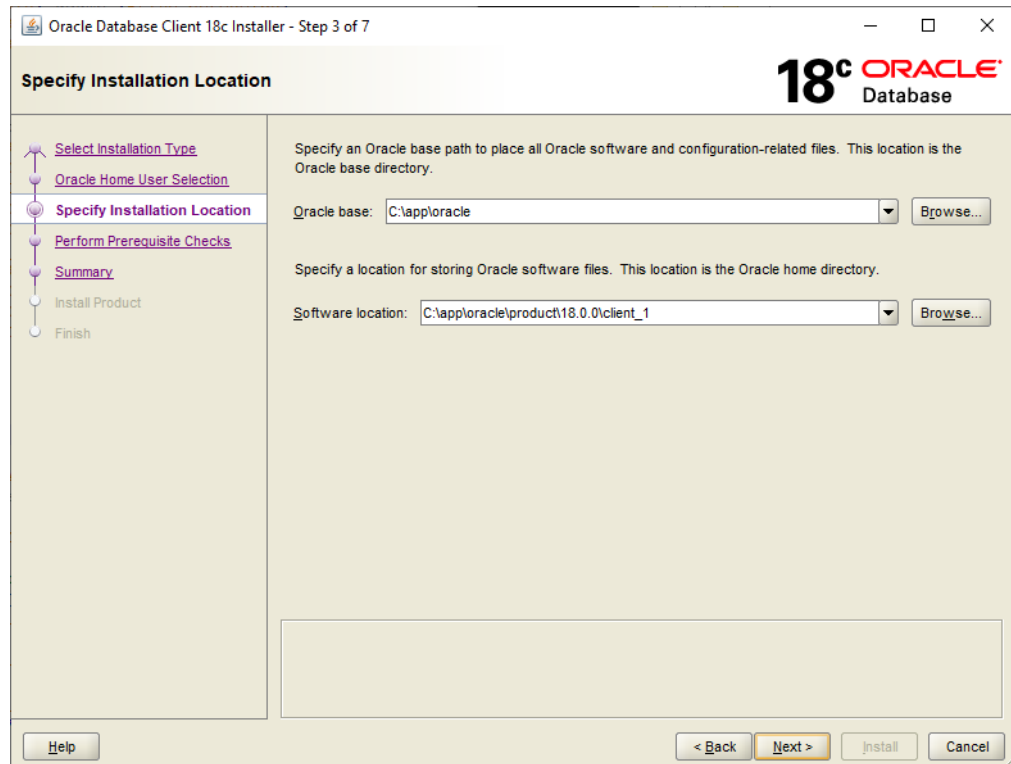 Oracle Database Client 18c Installer - Step 3 of 7
Specify Installation Location
18c ORACLE
Database
Select Installation Type
Oracle Home User Selection
Specify Installation Location
Perform Prerequisite Checks
Summary
Install Product
Finish
Specify an Oracle base path to place all Oracle software and configuration-related files. This location is the
Oracle base directory.
Oracle base: C:\app\oracle Browse...
Specify a location for storing Oracle software files. This location is the Oracle home directory.
Software location: C:\app\oracle\product\18.0.0\client_1 Browse...
Help < Back Next > Install Cancel